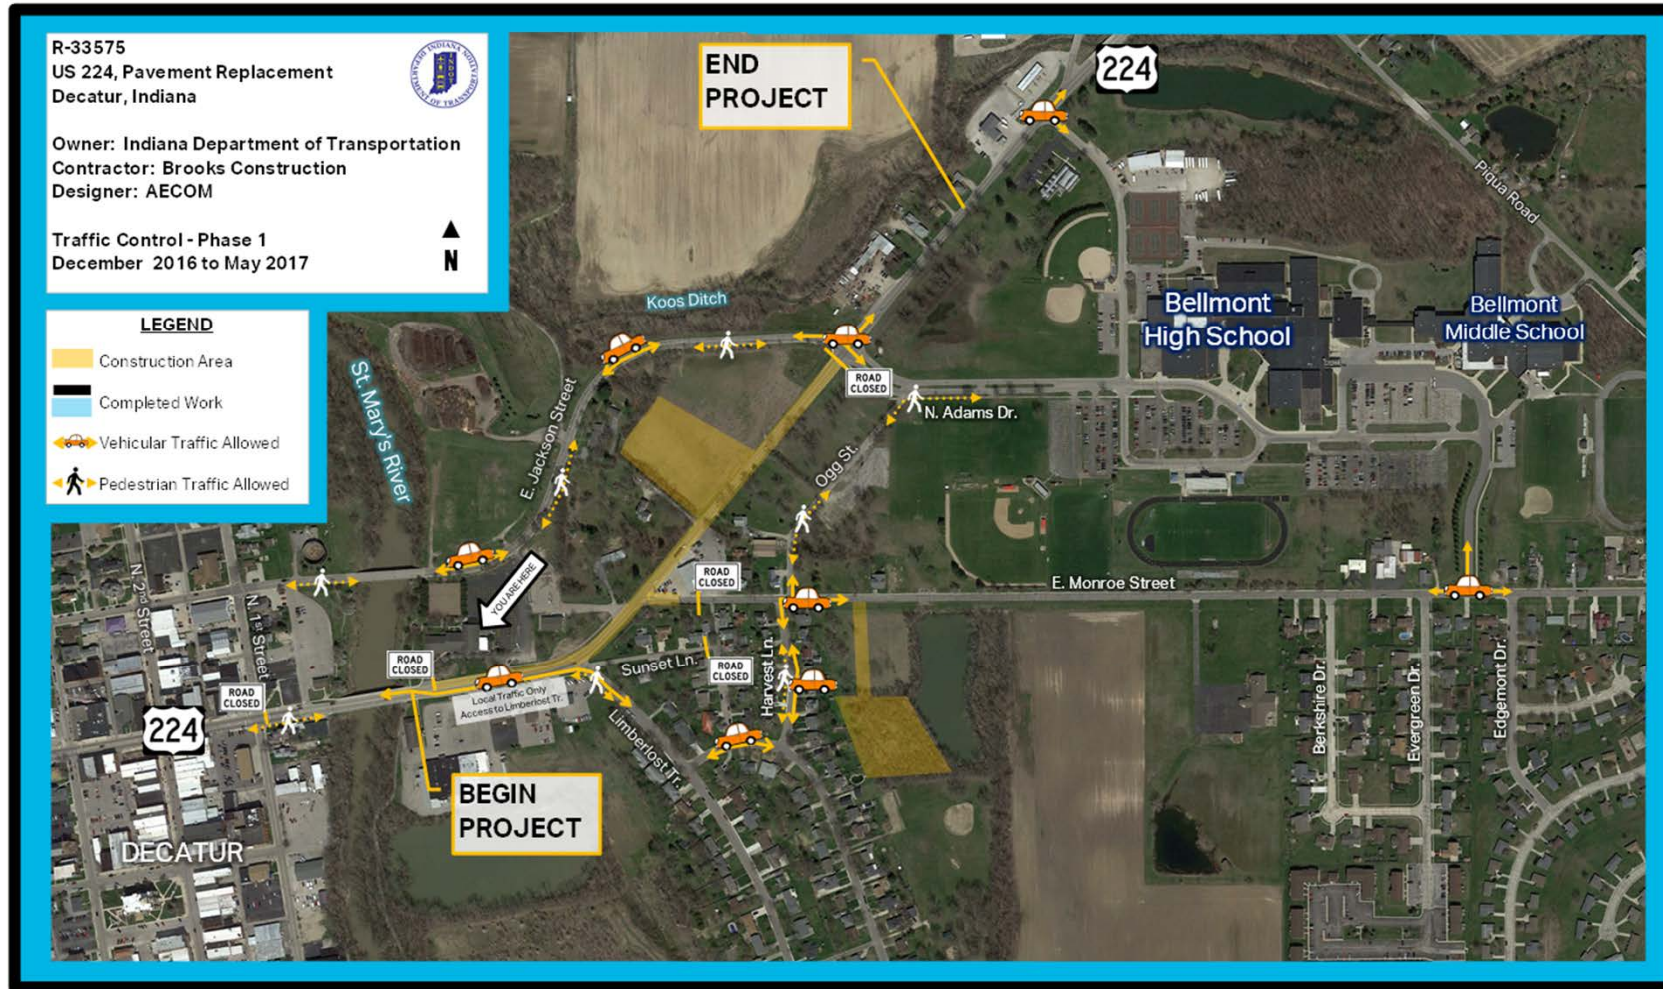 R-33575
US 224, Pavement Replacement
Decatur, Indiana
Owner: Indiana Department of Transportation
Contractor: Brooks Construction
Designer: AECOM
Traffic Control - Phase 1
December 2016 to May 2017
N
INDIANA
DEPARTMENT OF TRANSPORTATION
INDOT
LEGEND
Construction Area
Completed Work
Vehicular Traffic Allowed
Pedestrian Traffic Allowed
END
PROJECT
224
Piqua Road
Koos Ditch
Bellmont
High School
Bellmont
Middle School
St. Mary's River
E. Jackson Street
ROAD
CLOSED
N. Adams Dr.
Ogg St.
YOU ARE HERE
ROAD
CLOSED
E. Monroe Street
N. 2nd Street
N. 1st Street
ROAD
CLOSED
Sunset Ln.
ROAD
CLOSED
Harvest Ln.
ROAD
CLOSED
Local Traffic Only
Access to Limberlost Tr.
224
Limberlost Tr.
Berkshire Dr.
Evergreen Dr.
Edgemont Dr.
BEGIN
PROJECT
DECATUR